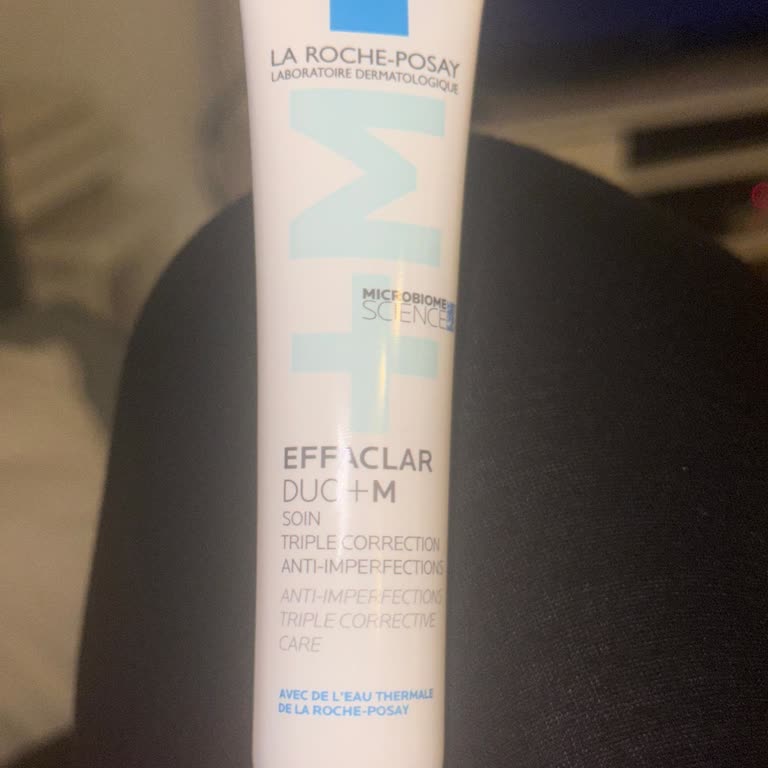 LA ROCHE-POSAY
LABORATOIRE DERMATOLOGIQUE
+M
MICROBIOME
SCIENCE
EFFACLAR
DUO+M
SOIN
TRIPLE CORRECTION
ANTI-IMPERFECTIONS
ANTI-IMPERFECTIONS
TRIPLE CORRECTIVE
CARE
AVEC DE L'EAU THERMALE
DE LA ROCHE-POSAY